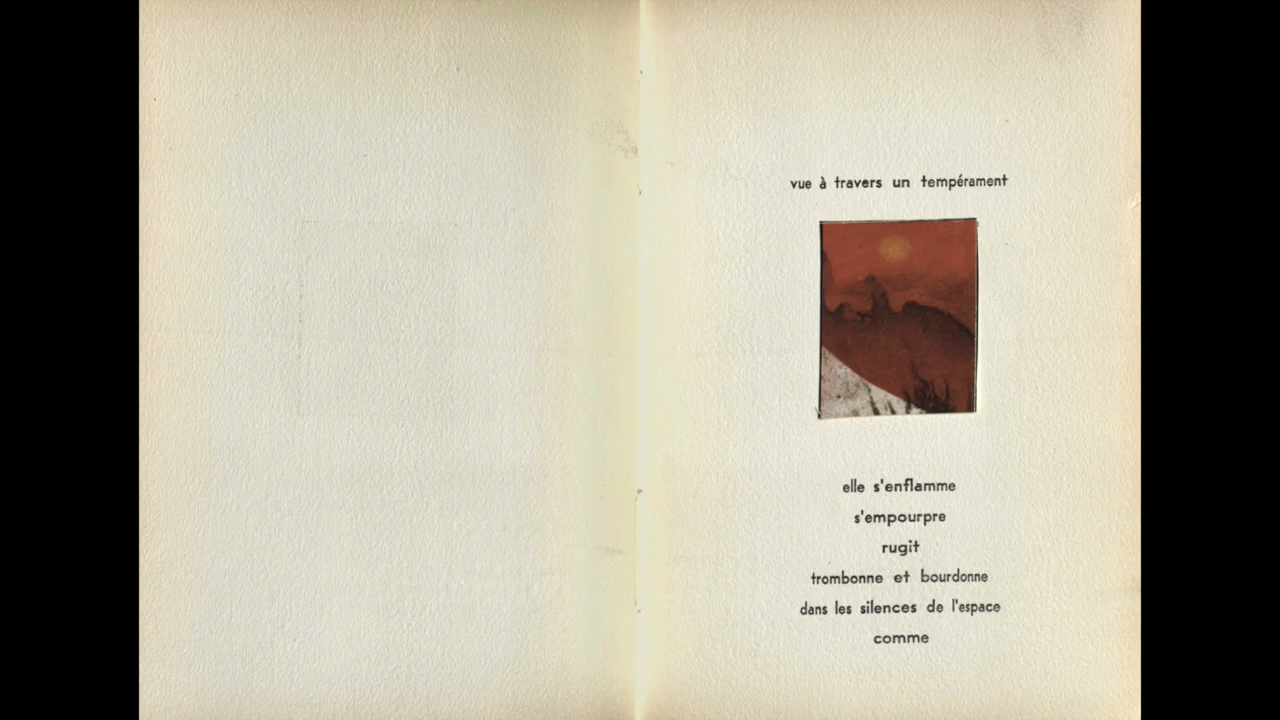 vue à travers un tempérament
elle s'enflamme
s'empourpre
rugit
trombonne et bourdonne
dans les silences de l'espace
comme